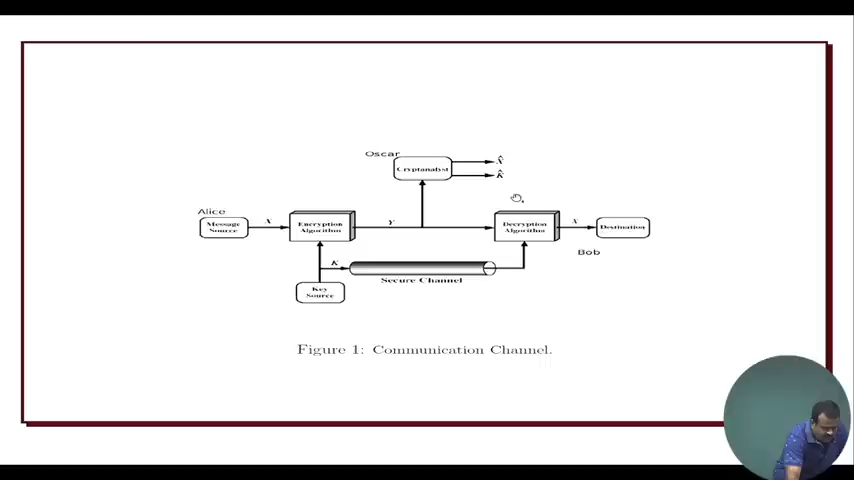 Oscar
Cryptanalyst
X̂
K̂
Alice
Message
Source
X
Encryption
Algorithm
Y
Decryption
Algorithm
X
Destination
Bob
K
Secure Channel
Key
Source
Figure 1: Communication Channel.